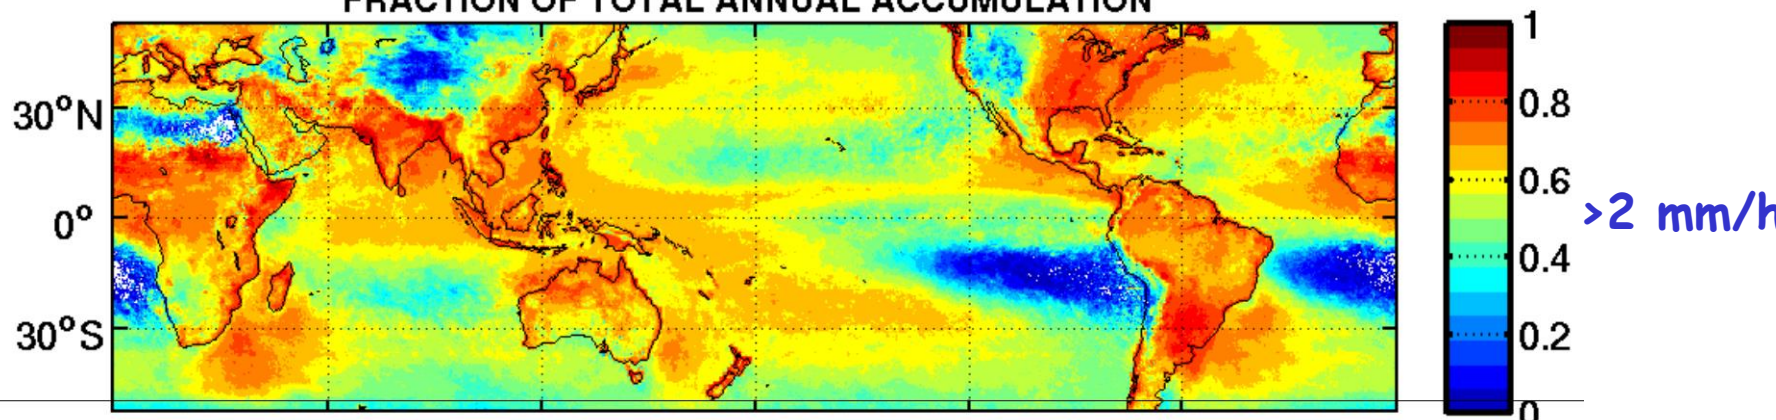 FRACTION OF TOTAL ANNUAL ACCUMULATION
1
30°N
0.8
0°
0.6
>2 mm/h
0.4
30°S
0.2
0